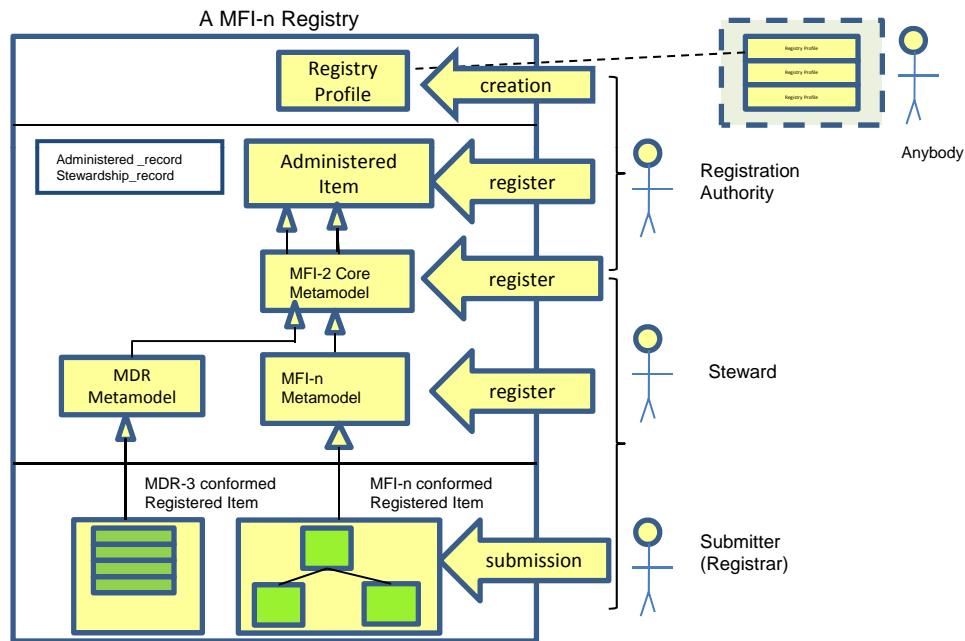 A MFI-n Registry
Registry
Profile
creation
Registry Profile
Registry Profile
Registry Profile
Anybody
Administered _record
Stewardship_record
Administered
Item
register
Registration
Authority
MFI-2 Core
Metamodel
register
MDR
Metamodel
MFI-n
Metamodel
register
Steward
MDR-3 conformed
Registered Item
MFI-n conformed
Registered Item
submission
Submitter
(Registrar)